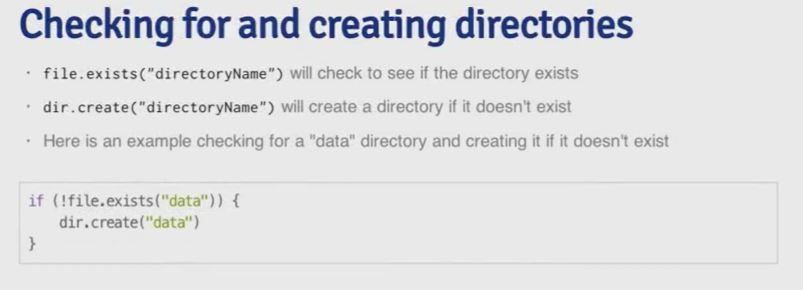 Checking for and creating directories
· file.exists("directoryName") will check to see if the directory exists
· dir.create("directoryName") will create a directory if it doesn't exist
· Here is an example checking for a "data" directory and creating it if it doesn't exist
if (!file.exists("data")) {
    dir.create("data")
}